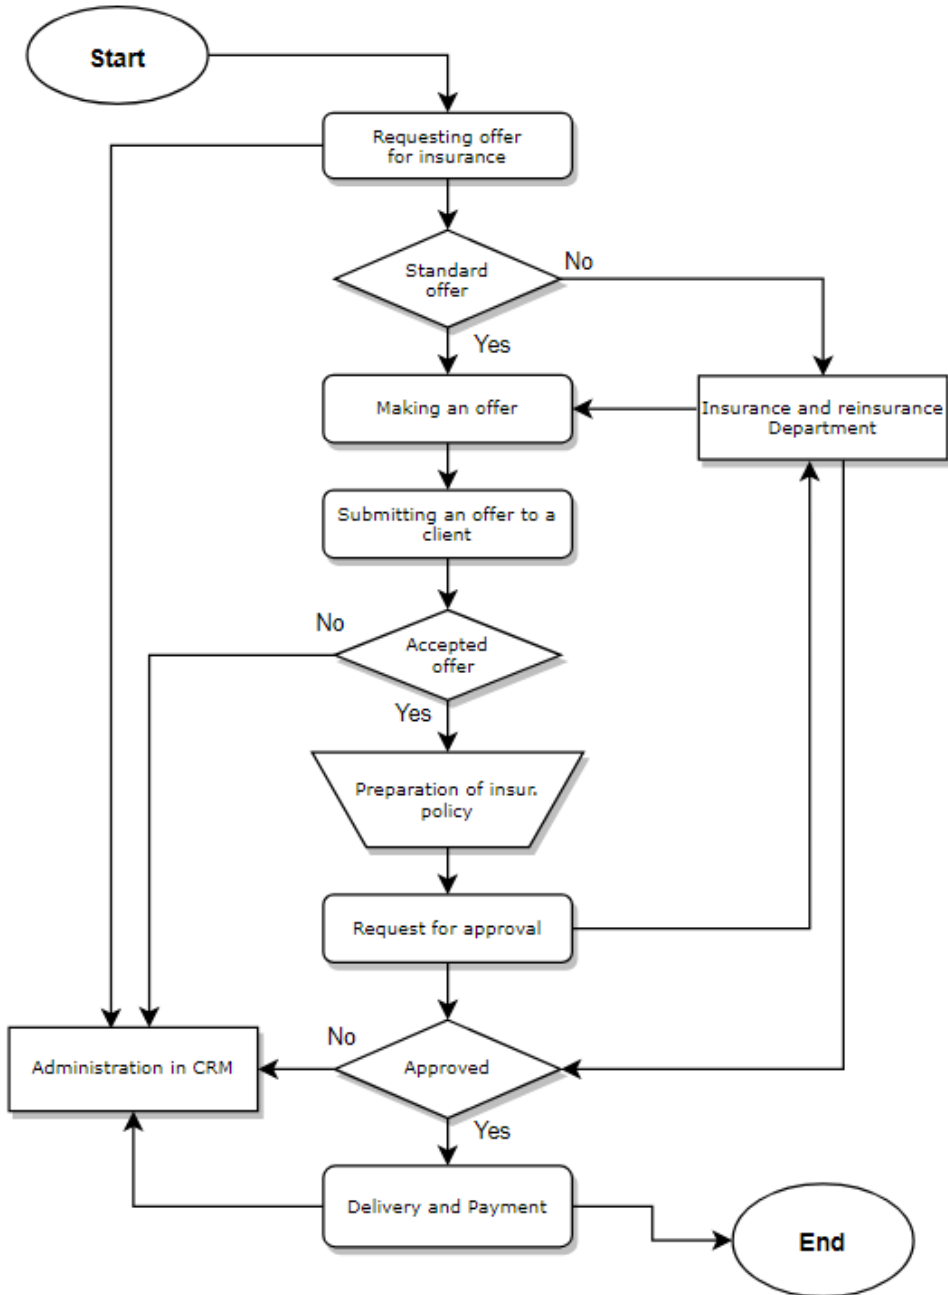 Start
Requesting offer
for insurance
Standard
offer
No
Yes
Making an offer
Insurance and reinsurance
Department
Submitting an offer to a
client
No
Accepted
offer
Yes
Preparation of insur.
policy
Request for approval
No
Administration in CRM
Approved
Yes
Delivery and Payment
End